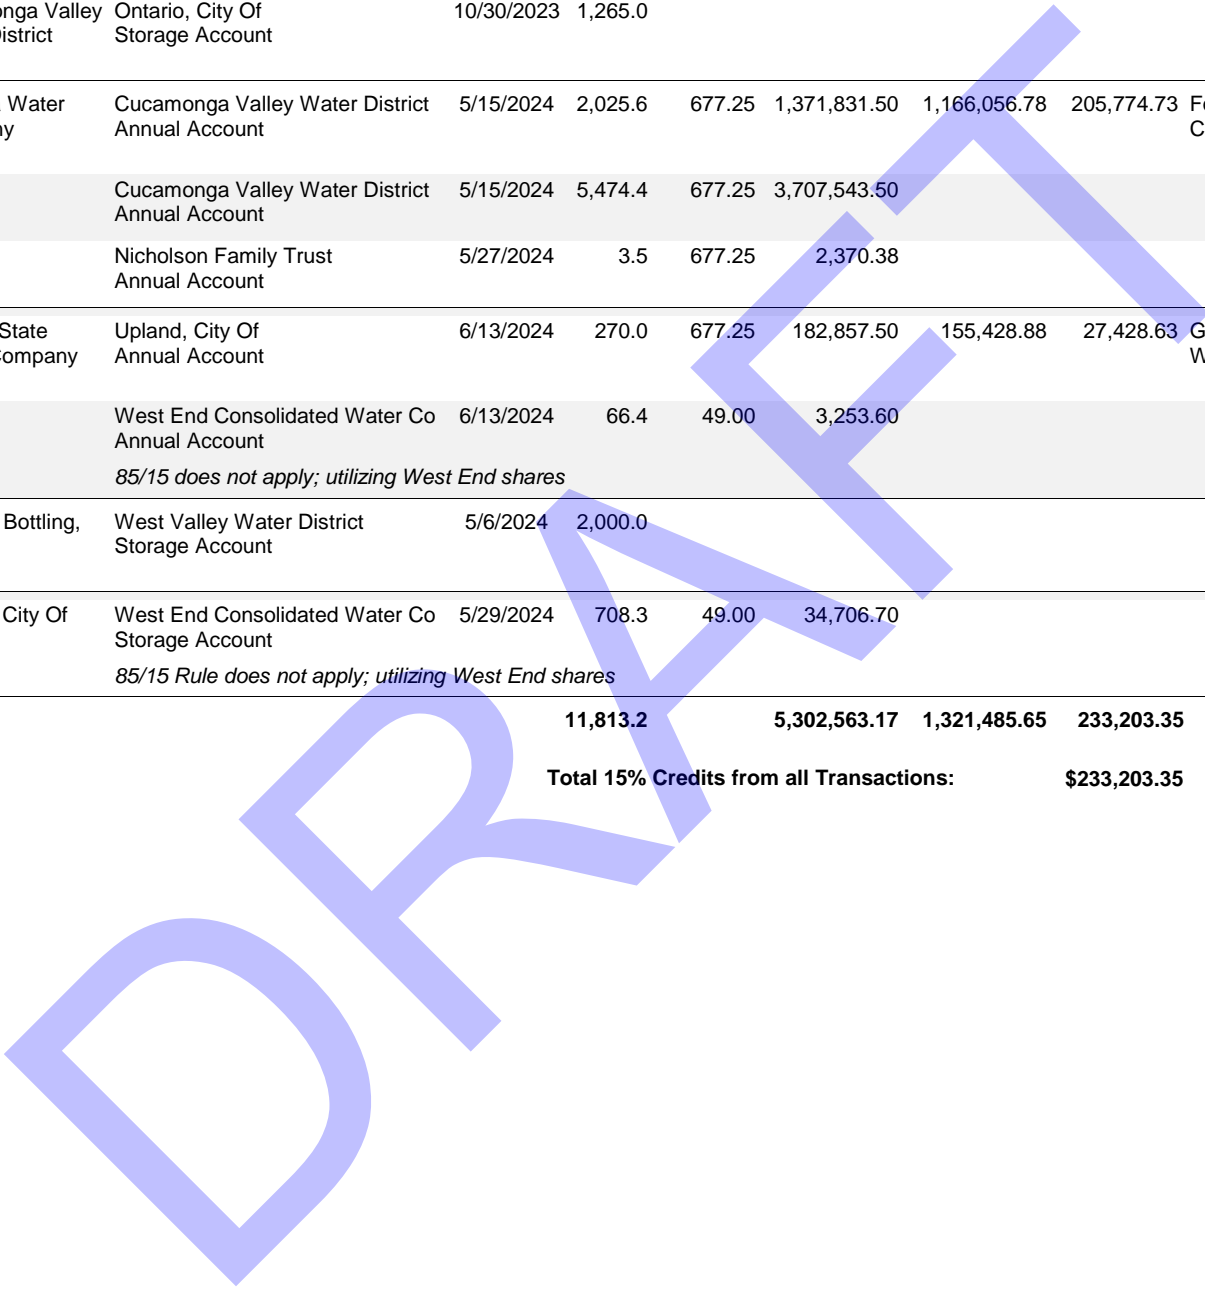 onga Valley Ontario, City Of 10/30/2023 1,265.0
District Storage Account
Water Cucamonga Valley Water District 5/15/2024 2,025.6 677.25 1,371,831.50 1,166,056.78 205,774.73 Fo
ny Annual Account C
Cucamonga Valley Water District 5/15/2024 5,474.4 677.25 3,707,543.50
Annual Account
Nicholson Family Trust 5/27/2024 3.5 677.25 2,370.38
Annual Account
State Upland, City Of 6/13/2024 270.0 677.25 182,857.50 155,428.88 27,428.63 G
Company Annual Account W
West End Consolidated Water Co 6/13/2024 66.4 49.00 3,253.60
Annual Account
85/15 does not apply; utilizing West End shares
Bottling, West Valley Water District 5/6/2024 2,000.0
Storage Account
City Of West End Consolidated Water Co 5/29/2024 708.3 49.00 34,706.70
Storage Account
85/15 Rule does not apply; utilizing West End shares
11,813.2 5,302,563.17 1,321,485.65 233,203.35
Total 15% Credits from all Transactions: $233,203.35
DRAFT